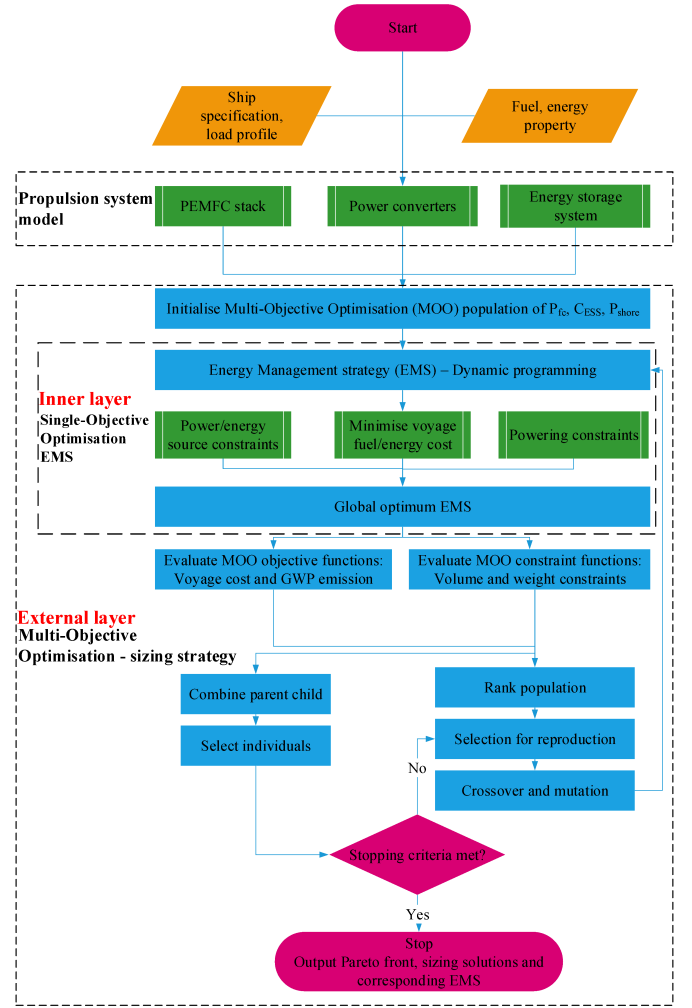 Start
Ship
specification,
load profile
Fuel, energy
property
Propulsion system
model
PEMFC stack
Power converters
Energy storage
system
Initialise Multi-Objective Optimisation (MOO) population of Pfc, CESS, Pshore
Energy Management strategy (EMS) – Dynamic programming
Inner layer
Single-Objective
Optimisation
EMS
Power/energy
source constraints
Minimise voyage
fuel/energy cost
Powering constraints
Global optimum EMS
Evaluate MOO objective functions:
Voyage cost and GWP emission
Evaluate MOO constraint functions:
Volume and weight constraints
External layer
Multi-Objective
Optimisation - sizing strategy
Combine parent child
Rank population
Select individuals
Selection for reproduction
No
Crossover and mutation
Stopping criteria met?
Yes
Stop
Output Pareto front, sizing solutions and
corresponding EMS